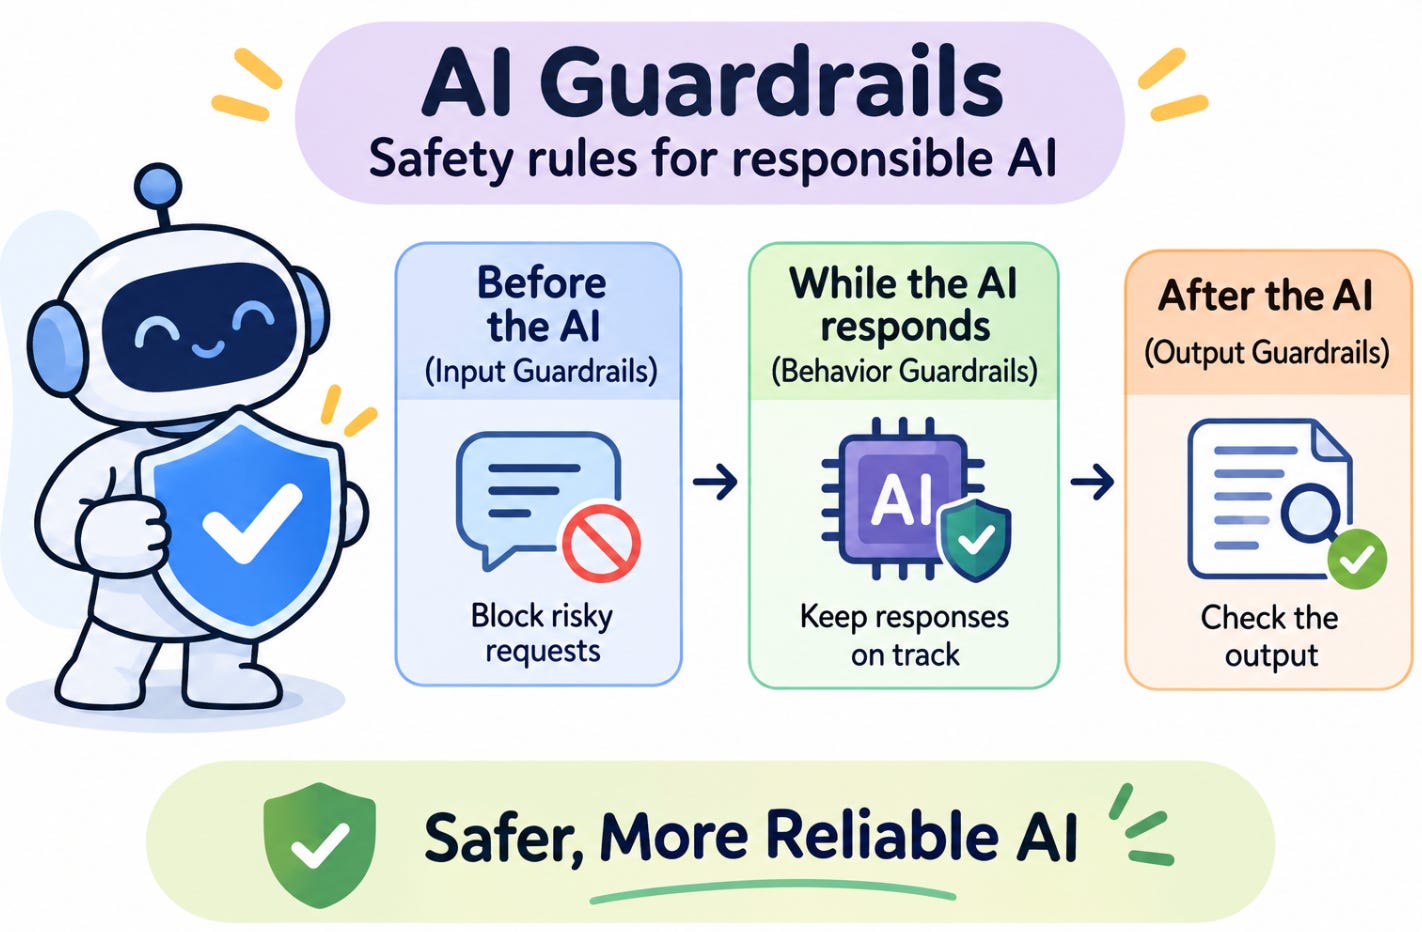 AI Guardrails
Safety rules for responsible AI
Before
the AI
(Input Guardrails)
Block risky
requests
While the AI
responds
(Behavior Guardrails)
AI
Keep responses
on track
After the AI
(Output Guardrails)
Check the
output
Safer, More Reliable AI